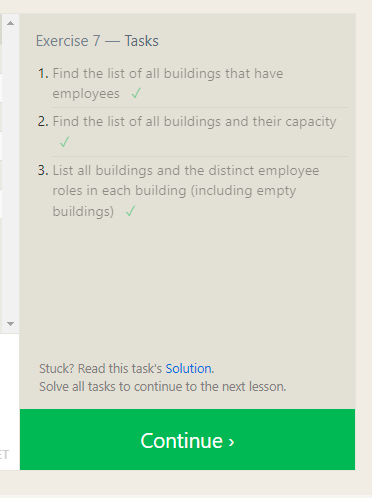 Exercise 7 — Tasks
1. Find the list of all buildings that have
employees ✓
2. Find the list of all buildings and their capacity
✓
3. List all buildings and the distinct employee
roles in each building (including empty
buildings) ✓
Stuck? Read this task's Solution.
Solve all tasks to continue to the next lesson.
ET
Continue ›